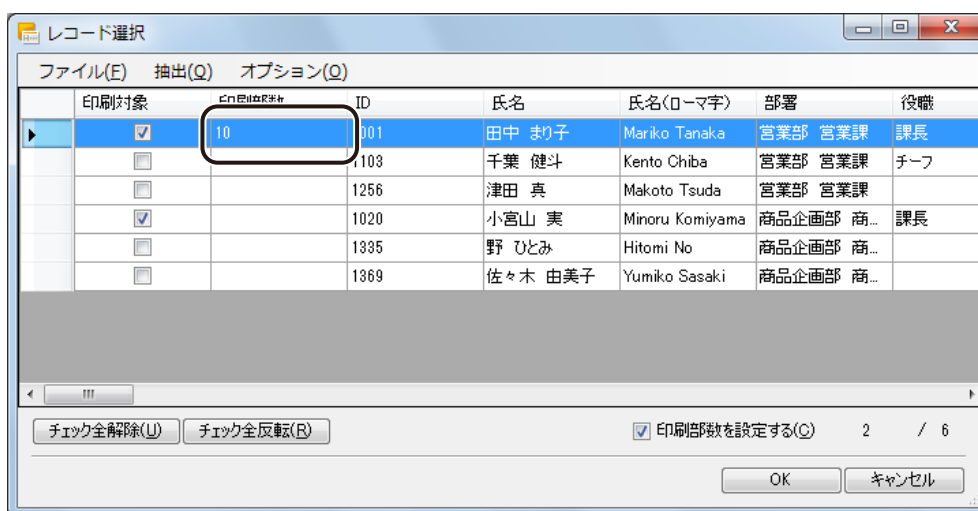 レコード選択
ファイル(F) 抽出(Q) オプション(O)
印刷対象 印刷部数 ID 氏名 氏名(ローマ字) 部署 役職
10 1001 田中 まり子 Mariko Tanaka 営業部 営業課 課長
1103 千葉 健斗 Kento Chiba 営業部 営業課 チーフ
1256 津田 真 Makoto Tsuda 営業部 営業課
1020 小宮山 実 Minoru Komiyama 商品企画部 商... 課長
1335 野 ひとみ Hitomi No 商品企画部 商...
1369 佐々木 由美子 Yumiko Sasaki 商品企画部 商...
チェック全解除(U) チェック全反転(R) 印刷部数を設定する(C) 2 / 6
OK キャンセル